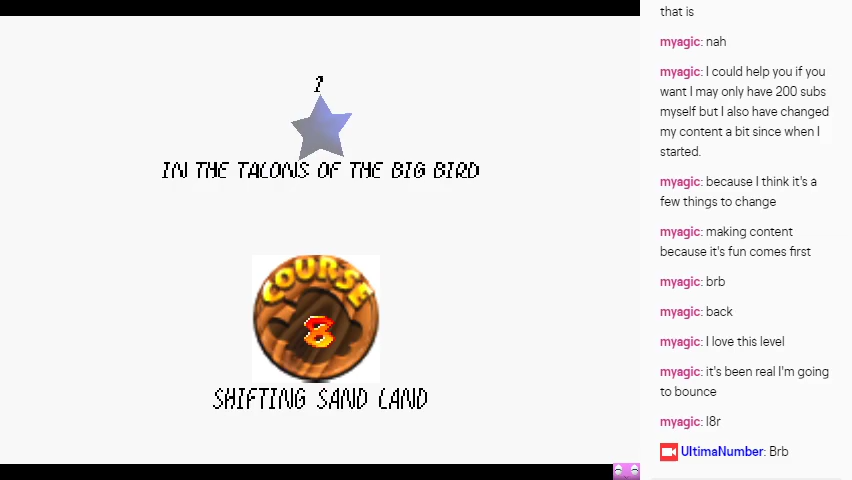 1
IN THE TALONS OF THE BIG BIRD
COURSE
8
SHIFTING SAND LAND
that is
myagic: nah
myagic: I could help you if you
want I may only have 200 subs
myself but I also have changed
my content a bit since when I
started.
myagic: because I think it's a
few things to change
myagic: making content
because it's fun comes first
myagic: brb
myagic: back
myagic: I love this level
myagic: it's been real I'm going
to bounce
myagic: l8r
UltimaNumber: Brb